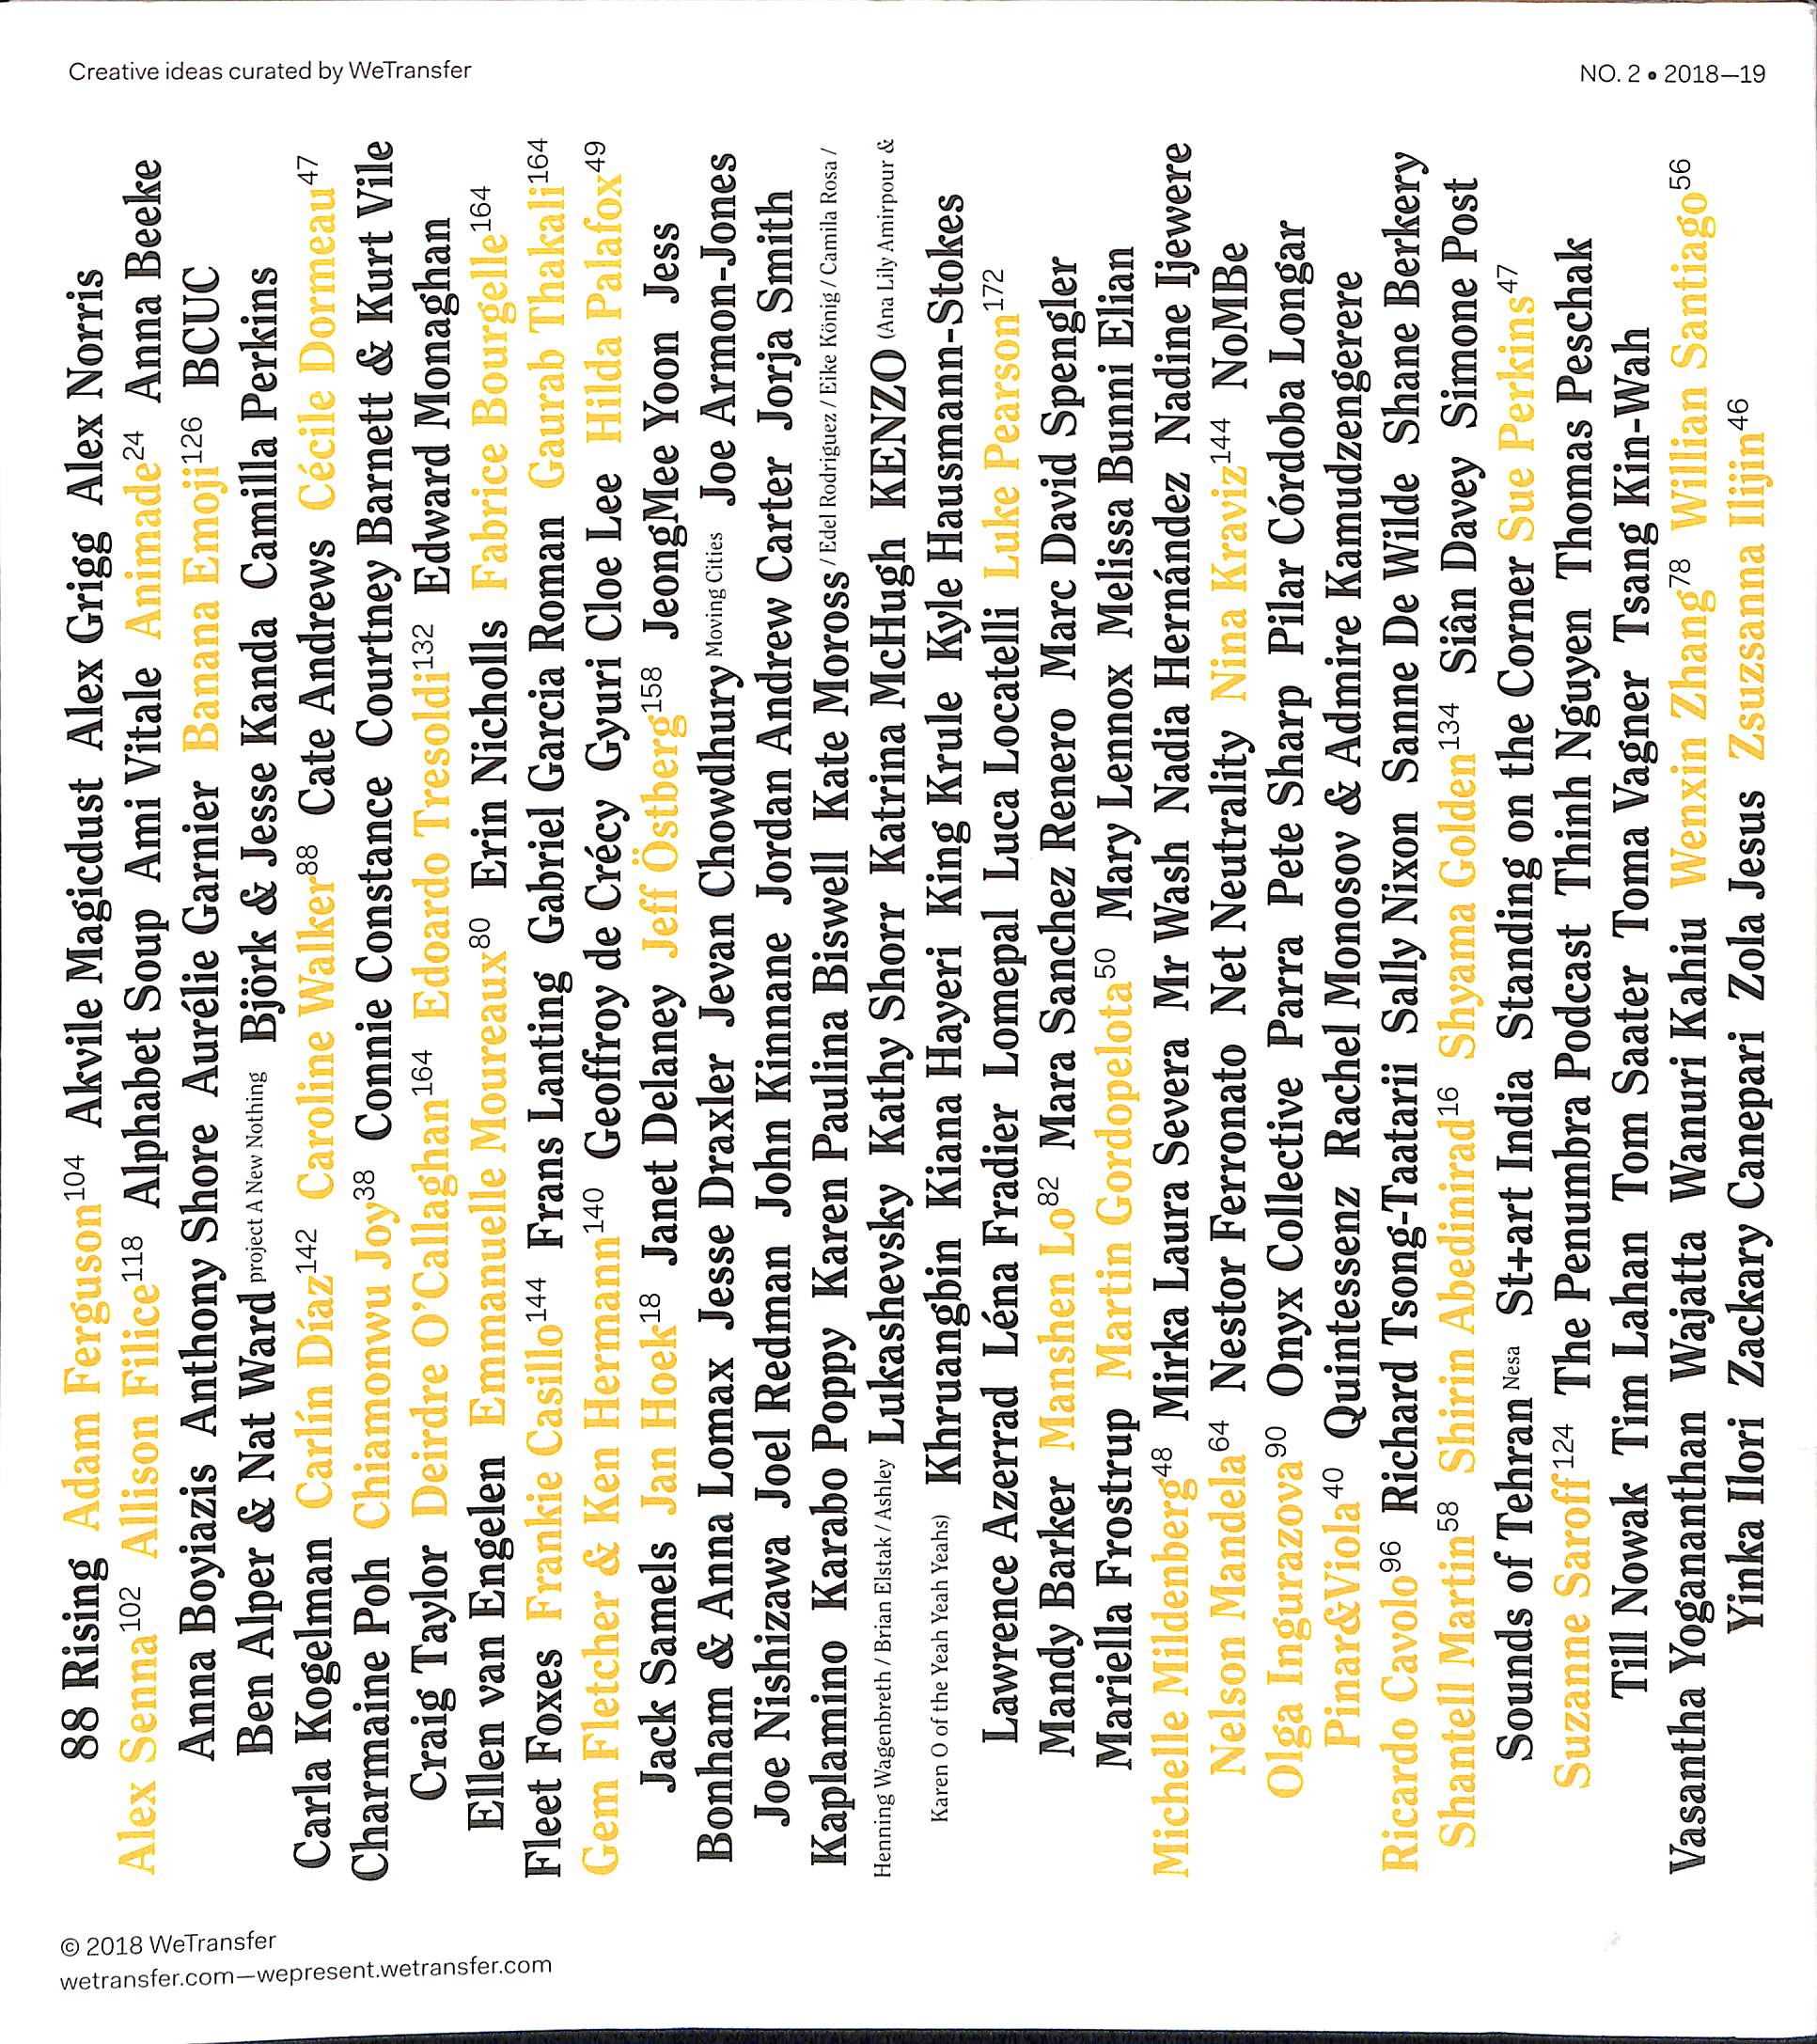 Creative ideas curated by WeTransfer
NO. 2 • 2018—19
88 Rising Adam Ferguson 104 Akvile Magicdust Alex Grigg Alex Norris
Alex Senna 102 Allison Filice 118 Alphabet Soup Ami Vitale Animade 24 Anna Beeke
Anna Boyiazis Anthony Shore Aurélie Garnier Banana Emoji 126 BCUC
Ben Alper & Nat Ward project A New Nothing Björk & Jesse Kanda Camilla Perkins
Carla Kogelman Carlín Díaz 142 Caroline Walker 88 Cate Andrews Cécile Dormeau 47
Charmaine Poh Chiamonwu Joy 38 Connie Constance Courtney Barnett & Kurt Vile
Craig Taylor Deirdre O’Callaghan 164 Edoardo Tresoldi 132 Edward Monaghan
Ellen van Engelen Emmanuelle Moureaux 80 Erin Nicholls Fabrice Bourgelle 164
Fleet Foxes Frankie Casillo 144 Frans Lanting Gabriel Garcia Roman Gaurab Thakali 164
Gem Fletcher & Ken Hermann 140 Geoffroy de Crécy Gyuri Cloe Lee Hilda Palafox 49
Jack Samels Jan Hoek 18 Janet Delaney Jeff Östberg 158 JeongMee Yoon Jess
Bonham & Anna Lomax Jesse Draxler Jevan Chowdhury Moving Cities Joe Armon-Jones
Joe Nishizawa Joel Redman John Kinnane Jordan Andrew Carter Jorja Smith
Kaplamino Karabo Poppy Karen Paulina Biswell Kate Moross / Edel Rodriguez / Eike König / Camila Rosa /
Henning Wagenbreth / Brian Elstak / Ashley Lukashevsky Kathy Shorr Katrina McHugh KENZO (Ana Lily Amirpour &
Karen O of the Yeah Yeah Yeahs) Khruangbin Kiana Hayeri King Krule Kyle Hausmann-Stokes
Lawrence Azerrad Léna Fradier Lomepal Luca Locatelli Luke Pearson 172
Mandy Barker Manshen Lo 82 Mara Sanchez Renero Marc David Spengler
Mariella Frostrup Martin Gordopelota 50 Mary Lennox Melissa Bunni Elian
Michelle Mildenberg 48 Mirka Laura Severa Mr Wash Nadia Hernández Nadine Ijewere
Nelson Mandela 64 Nestor Ferronato Net Neutrality Nina Kraviz 144 NoMBe
Olga Ingurazova 90 Onyx Collective Parra Pete Sharp Pilar Córdoba Longar
Pinar&Viola 40 Quintessenz Rachel Monosov & Admire Kamudzengerere
Ricardo Cavolo 96 Richard Tsong-Taatarii Sally Nixon Sanne De Wilde Shane Berkery
Shantell Martin 58 Shirin Abedinirad 16 Shyama Golden 134 Siân Davey Simone Post
Sounds of Tehran Nesa St+art India Standing on the Corner Sue Perkins 47
Suzanne Saroff 124 The Penumbra Podcast Thinh Nguyen Thomas Peschak
Till Nowak Tim Lahan Tom Saater Toma Vagner Tsang Kin-Wah
Vasantha Yogananthan Wajatta Wanuri Kahiu Wenxin Zhang 78 Willian Santiago 56
Yinka Ilori Zackary Canepari Zola Jesus Zsuzsanna Ilijin 46
© 2018 WeTransfer
wetransfer.com—wepresent.wetransfer.com